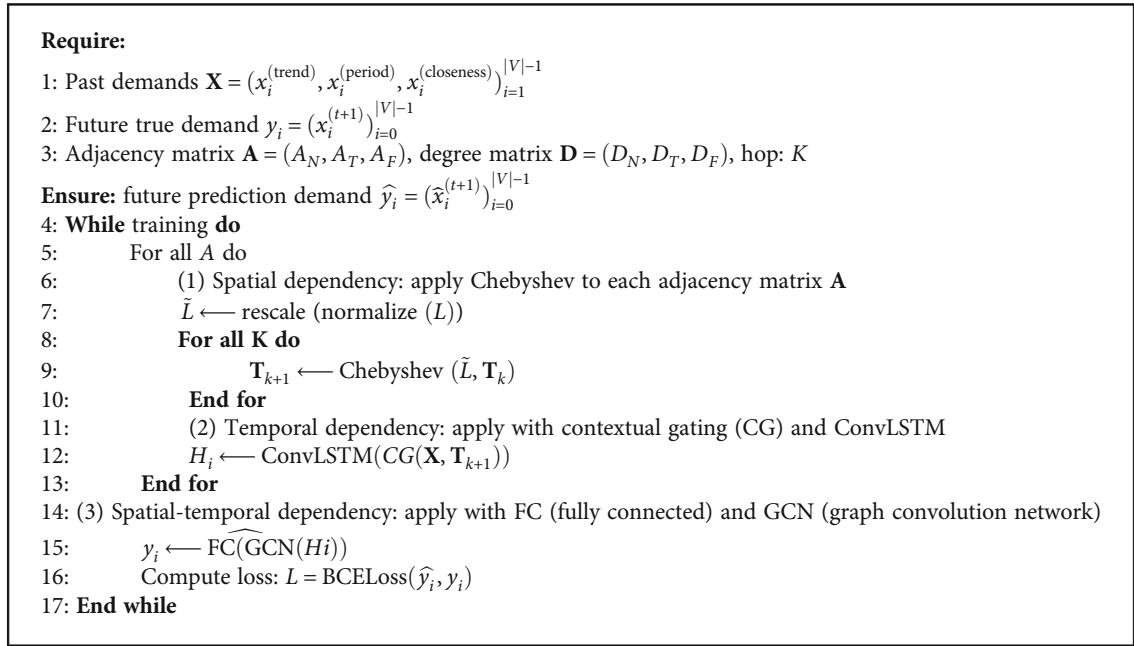 Require:
1: Past demands X = (x_i^(trend), x_i^(period), x_i^(closeness))_{i=1}^{|V|−1}
2: Future true demand y_i = (x_i^(t+1))_{i=0}^{|V|−1}
3: Adjacency matrix A = (A_N, A_T, A_F), degree matrix D = (D_N, D_T, D_F), hop: K
Ensure: future prediction demand ŷ_i = (x̂_i^(t+1))_{i=0}^{|V|−1}
4: While training do
5: For all A do
6: (1) Spatial dependency: apply Chebyshev to each adjacency matrix A
7: L̃ ⟵ rescale (normalize (L))
8: For all K do
9: T_{k+1} ⟵ Chebyshev (L̃, T_k)
10: End for
11: (2) Temporal dependency: apply with contextual gating (CG) and ConvLSTM
12: H_i ⟵ ConvLSTM(CG(X, T_{k+1}))
13: End for
14: (3) Spatial-temporal dependency: apply with FC (fully connected) and GCN (graph convolution network)
15: y_i ⟵ FC(GCN(Hi))
16: Compute loss: L = BCELoss(ŷ_i, y_i)
17: End while